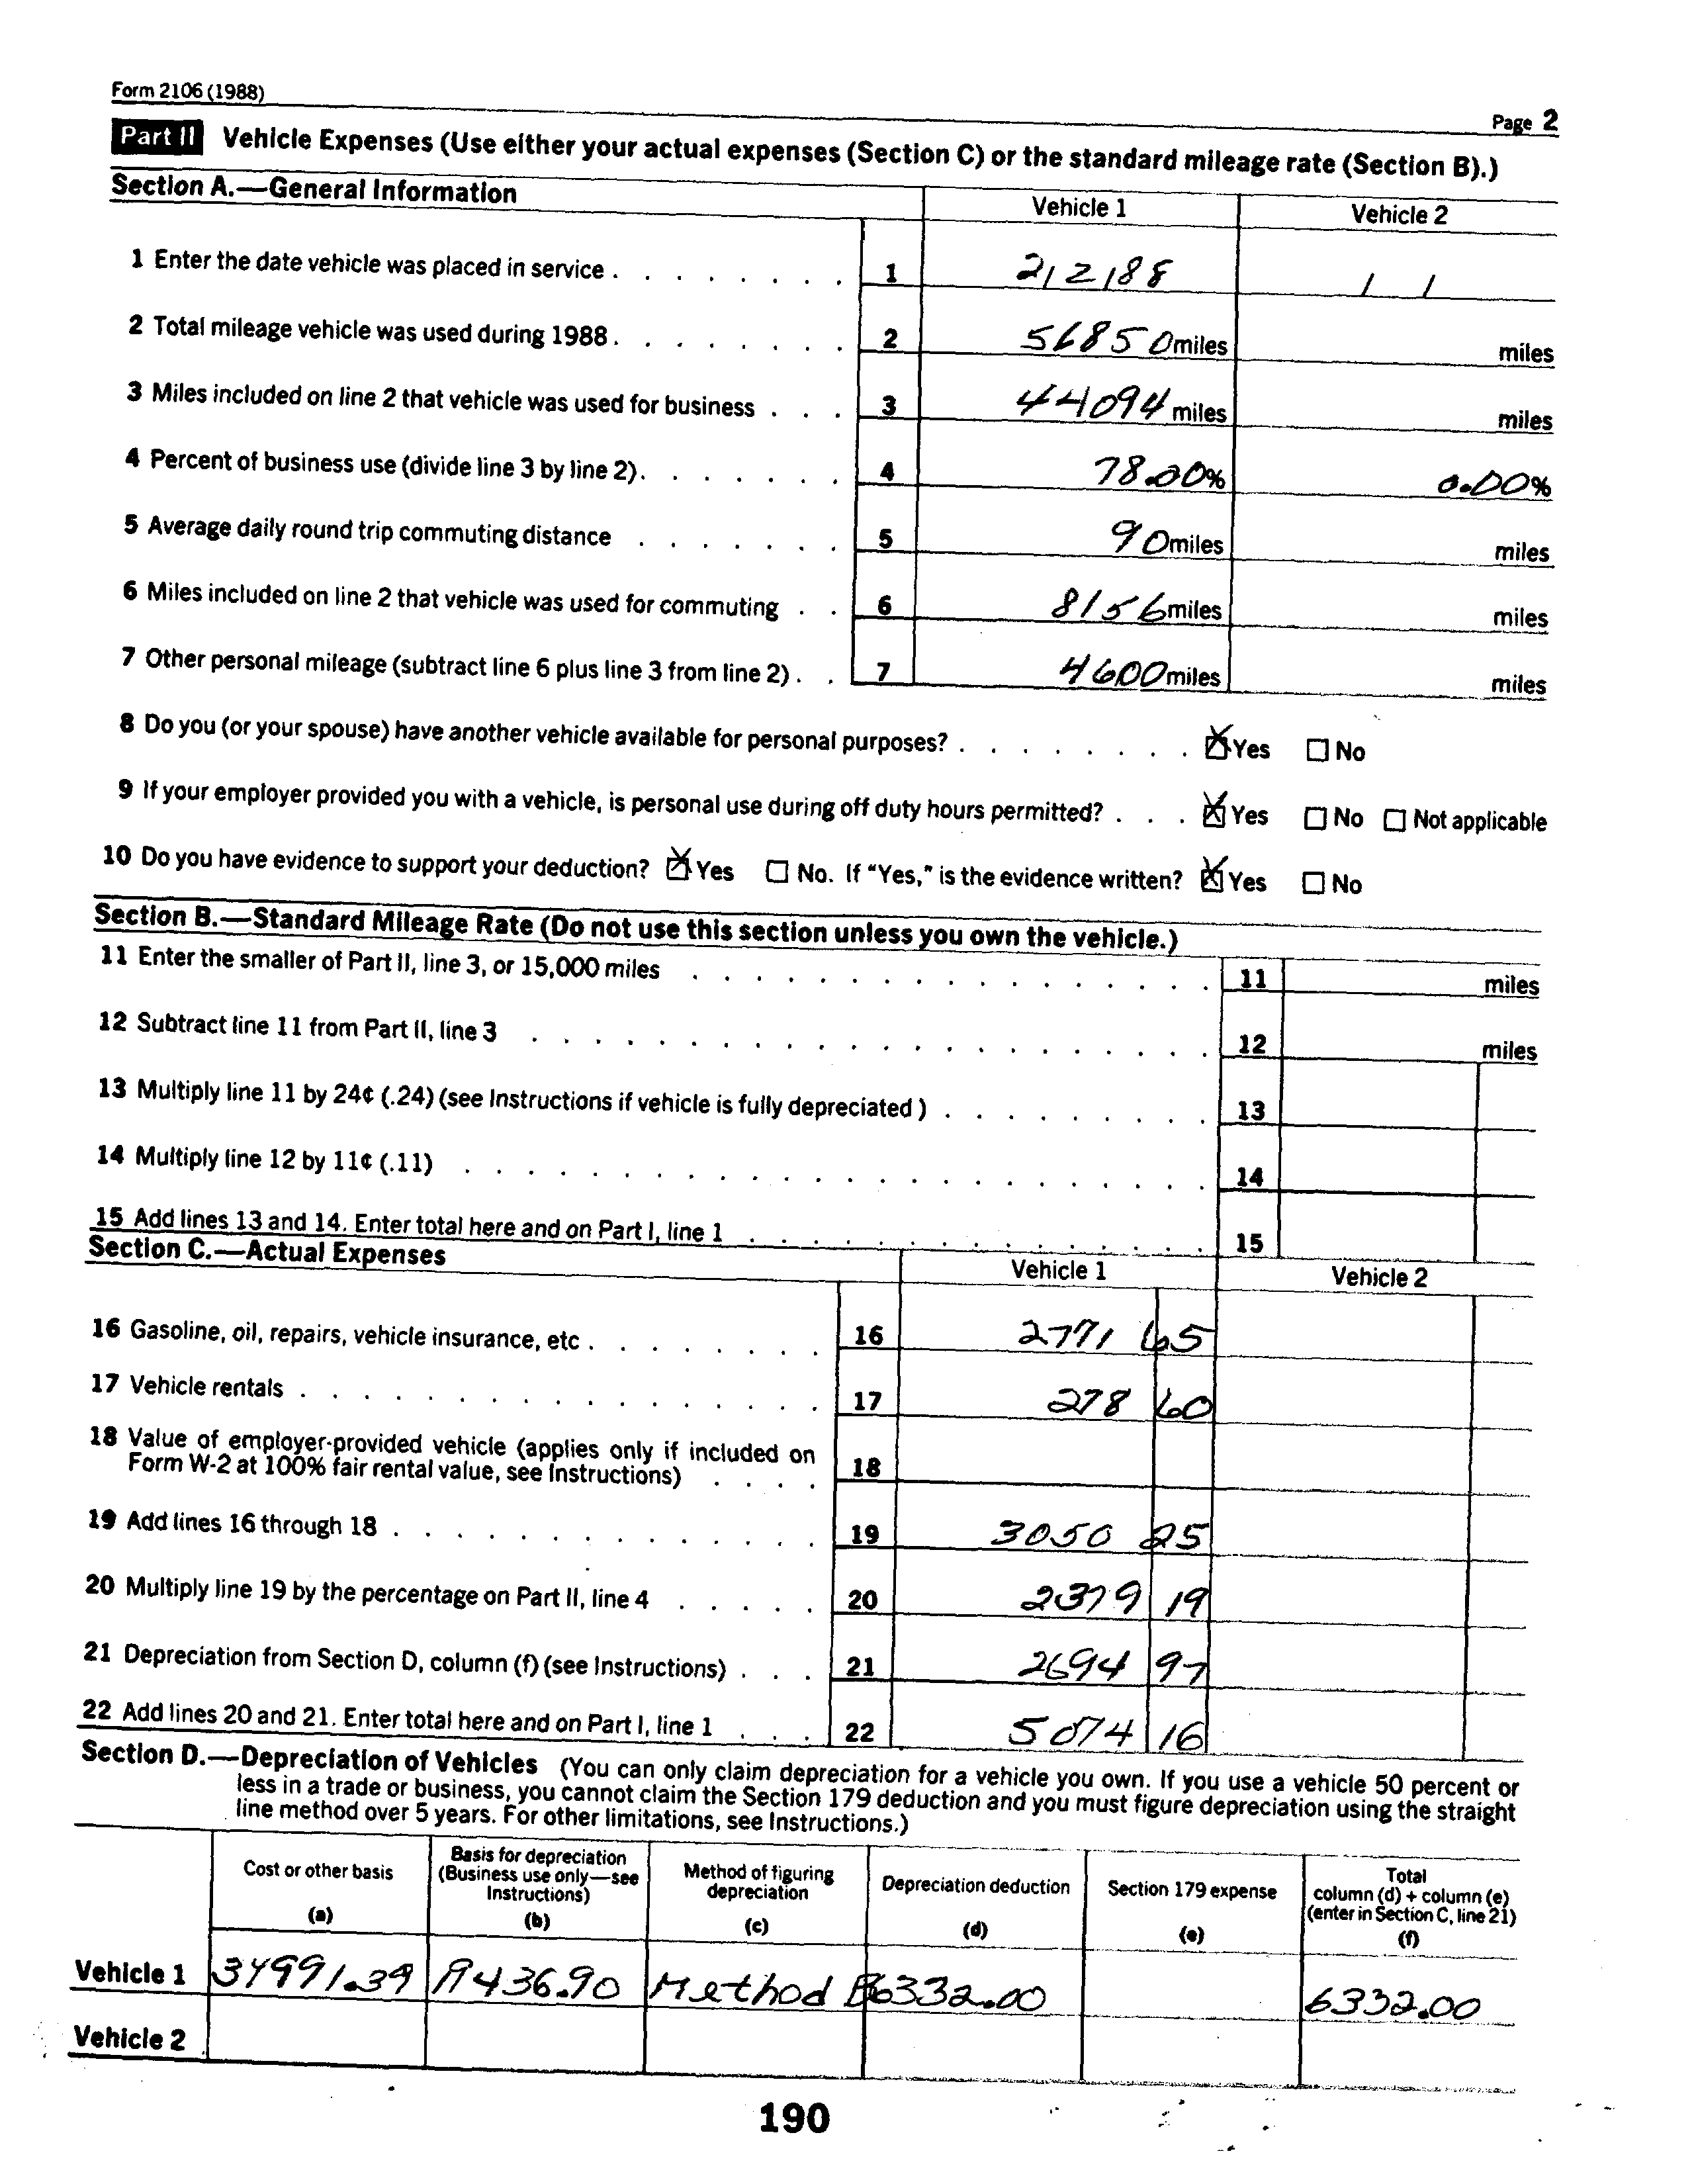 Form 2106 (1988)
Page 2
Part II Vehicle Expenses (Use either your actual expenses (Section C) or the standard mileage rate (Section B).)
Section A.—General Information
Vehicle 1 Vehicle 2
1 Enter the date vehicle was placed in service . . . . . . . . 1 2/2/88 / /
2 Total mileage vehicle was used during 1988 . . . . . . . . 2 56850 miles miles
3 Miles included on line 2 that vehicle was used for business . . . 3 44094 miles miles
4 Percent of business use (divide line 3 by line 2) . . . . . . . 4 78.00% 0.00%
5 Average daily round trip commuting distance . . . . . . . 5 90 miles miles
6 Miles included on line 2 that vehicle was used for commuting . . 6 8156 miles miles
7 Other personal mileage (subtract line 6 plus line 3 from line 2) . . 7 4600 miles miles
8 Do you (or your spouse) have another vehicle available for personal purposes? . . . . . . . . ☒ Yes ☐ No
9 If your employer provided you with a vehicle, is personal use during off duty hours permitted? . . . ☒ Yes ☐ No ☐ Not applicable
10 Do you have evidence to support your deduction? ☒ Yes ☐ No. If “Yes,” is the evidence written? ☒ Yes ☐ No
Section B.—Standard Mileage Rate (Do not use this section unless you own the vehicle.)
11 Enter the smaller of Part II, line 3, or 15,000 miles . . . . . . . . . . . . . . . . . 11 miles
12 Subtract line 11 from Part II, line 3 . . . . . . . . . . . . . . . . . . . . . . 12 miles
13 Multiply line 11 by 24¢ (.24) (see Instructions if vehicle is fully depreciated ) . . . . . . . . . 13
14 Multiply line 12 by 11¢ (.11) . . . . . . . . . . . . . . . . . . . . . . . . 14
15 Add lines 13 and 14. Enter total here and on Part I, line 1 . . . . . . . . . . . . . . . 15
Section C.—Actual Expenses
Vehicle 1 Vehicle 2
16 Gasoline, oil, repairs, vehicle insurance, etc . . . . . . . . 16 2771 65
17 Vehicle rentals . . . . . . . . . . . . . . . . . 17 278 60
18 Value of employer-provided vehicle (applies only if included on
Form W-2 at 100% fair rental value, see Instructions) . . . . 18
19 Add lines 16 through 18 . . . . . . . . . . . . . . 19 3050 25
20 Multiply line 19 by the percentage on Part II, line 4 . . . . . 20 2379 19
21 Depreciation from Section D, column (f) (see Instructions) . . . 21 2694 97
22 Add lines 20 and 21. Enter total here and on Part I, line 1 . . . 22 5074 16
Section D.—Depreciation of Vehicles (You can only claim depreciation for a vehicle you own. If you use a vehicle 50 percent or
less in a trade or business, you cannot claim the Section 179 deduction and you must figure depreciation using the straight
line method over 5 years. For other limitations, see Instructions.)
Cost or other basis (a)
Basis for depreciation (Business use only—see Instructions) (b)
Method of figuring depreciation (c)
Depreciation deduction (d)
Section 179 expense (e)
Total column (d) + column (e) (enter in Section C, line 21) (f)
Vehicle 1 Method B 6332.00 6332.00
Vehicle 2
190